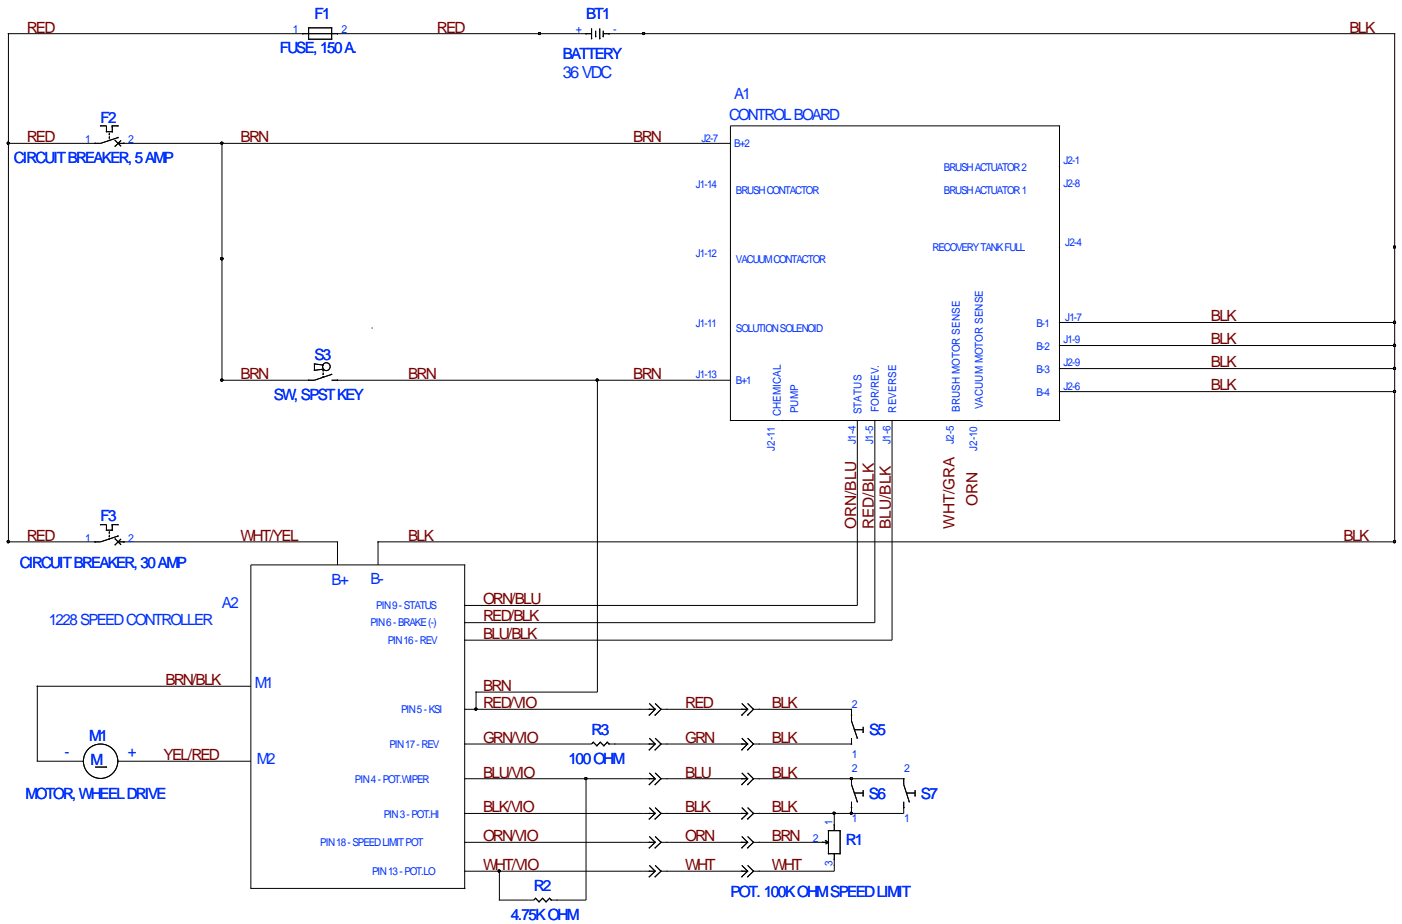 F1
BT1
RED
1
2
RED
+
-
BLK
FUSE, 150 A.
BATTERY
36 VDC
A1
CONTROL BOARD
F2
RED
1
2
BRN
BRN
J2-7
B+2
CIRCUIT BREAKER, 5 AMP
BRUSH ACTUATOR 2
J2-1
J1-14
BRUSH CONTACTOR
BRUSH ACTUATOR 1
J2-8
RECOVERY TANK FULL
J2-4
J1-12
VACUUM CONTACTOR
J1-11
SOLUTION SOLENOID
BRUSH MOTOR SENSE
VACUUM MOTOR SENSE
B-1
J1-7
BLK
B-2
J1-9
BLK
B-3
J2-9
BLK
B-4
J2-6
BLK
S3
BRN
BRN
BRN
J1-13
B+1
SW, SPST KEY
CHEMICAL
PUMP
STATUS
FOR/REV.
REVERSE
J2-11
J1-4
J1-5
J1-6
J2-5
J2-10
ORN/BLU
RED/BLK
BLU/BLK
WHT/GRA
ORN
F3
RED
1
2
WHT/YEL
BLK
BLK
CIRCUIT BREAKER, 30 AMP
B+
B-
A2
1228 SPEED CONTROLLER
PIN 9 - STATUS
ORN/BLU
PIN 6 - BRAKE (-)
RED/BLK
PIN 16 - REV
BLU/BLK
BRN/BLK
M1
BRN
PIN 5 - KSI
RED/VIO
RED
BLK
2
S5
M1
-
M
+
YEL/RED
M2
PIN 17 - REV
GRN/VIO
R3
GRN
BLK
1
100 OHM
MOTOR, WHEEL DRIVE
PIN 4 - POT.WIPER
BLU/VIO
BLU
BLK
2
2
S6
S7
PIN 3 - POT.HI
BLK/VIO
BLK
BLK
1
1
1
PIN 18 - SPEED LIMIT POT
ORN/VIO
ORN
BRN
2
R1
PIN 13 - POT.LO
WHT/VIO
WHT
WHT
3
R2
POT. 100K OHM SPEED LIMIT
4.75K OHM